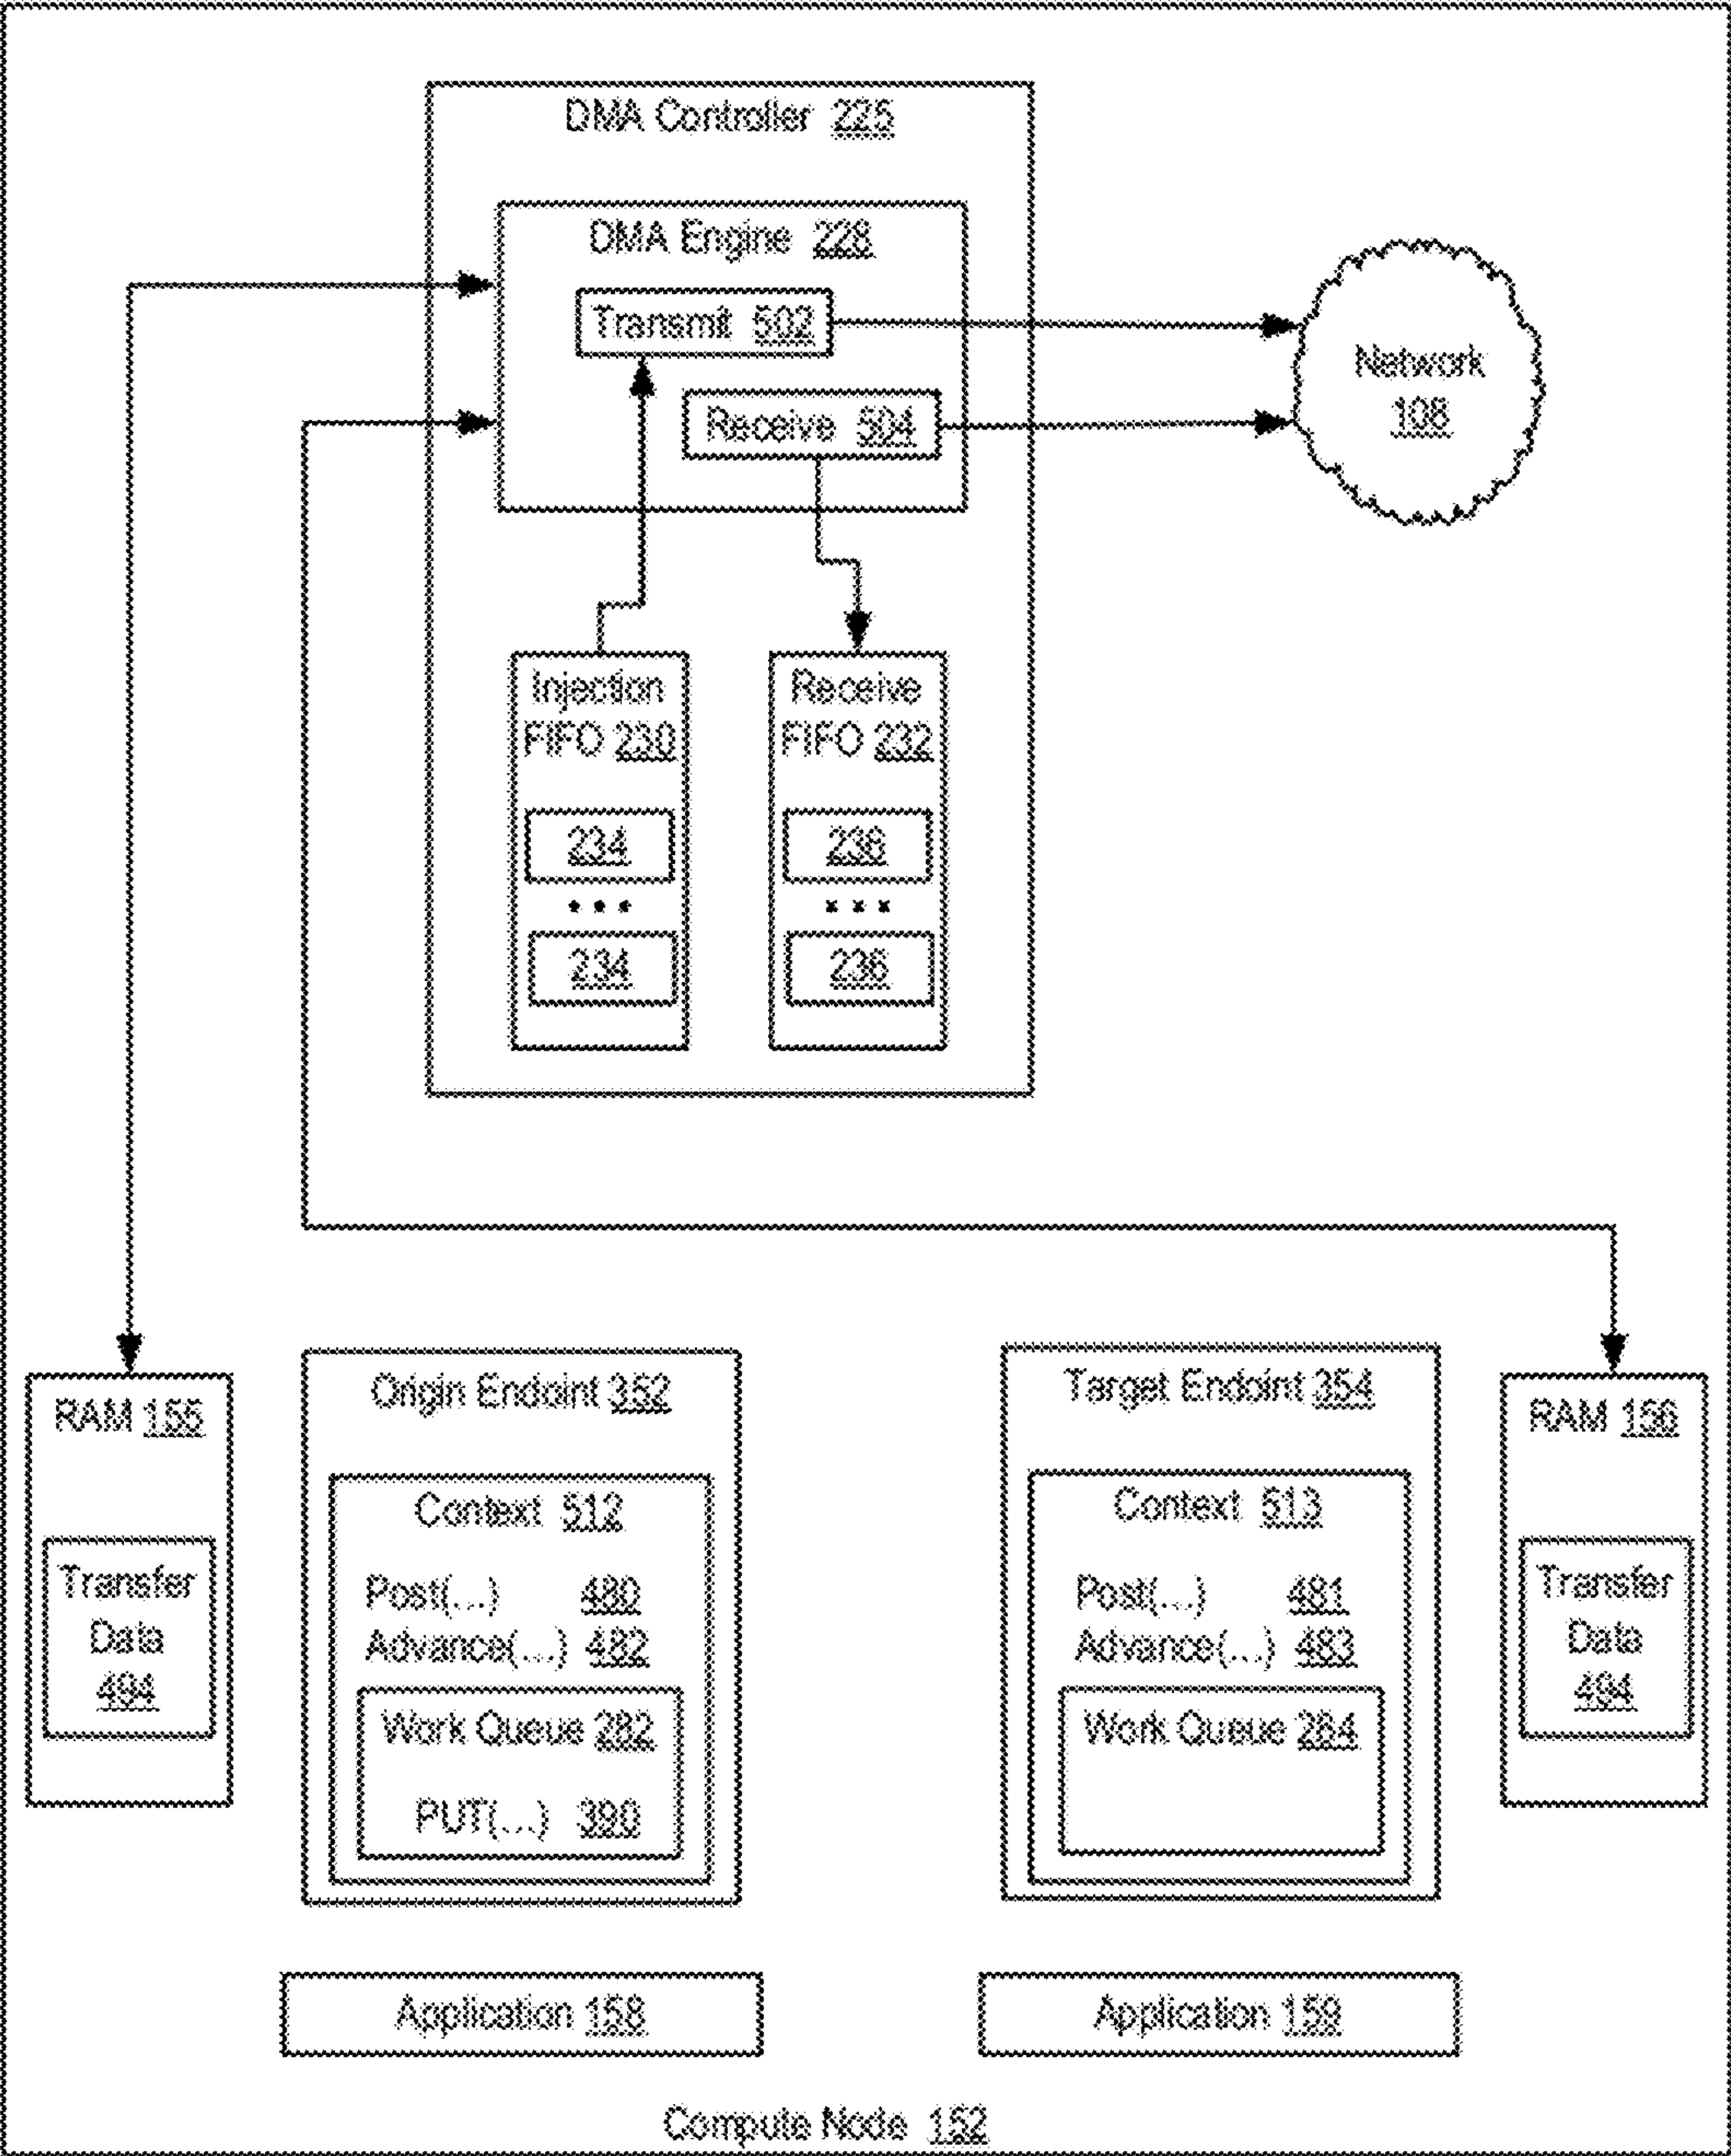 DMA Controller 225
DMA Engine 228
Transmit 502
Receive 504
Network
108
Injection
FIFO 230
234
...
234
Receive
FIFO 232
236
...
236
RAM 155
Transfer
Data
494
Origin Endoint 352
Context 512
Post(...) 480
Advance(...) 482
Work Queue 282
PUT(...) 390
Target Endoint 354
Context 513
Post(...) 481
Advance(...) 483
Work Queue 284
RAM 156
Transfer
Data
494
Application 158
Application 159
Compute Node 152